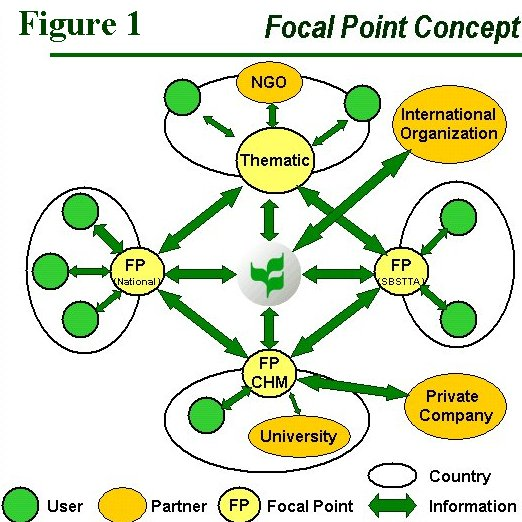 Figure 1
Focal Point Concept
NGO
International
Organization
Thematic
FP
(National)
FP
(SBSTTA)
FP
CHM
Private
Company
University
Country
User
Partner
FP
Focal Point
Information